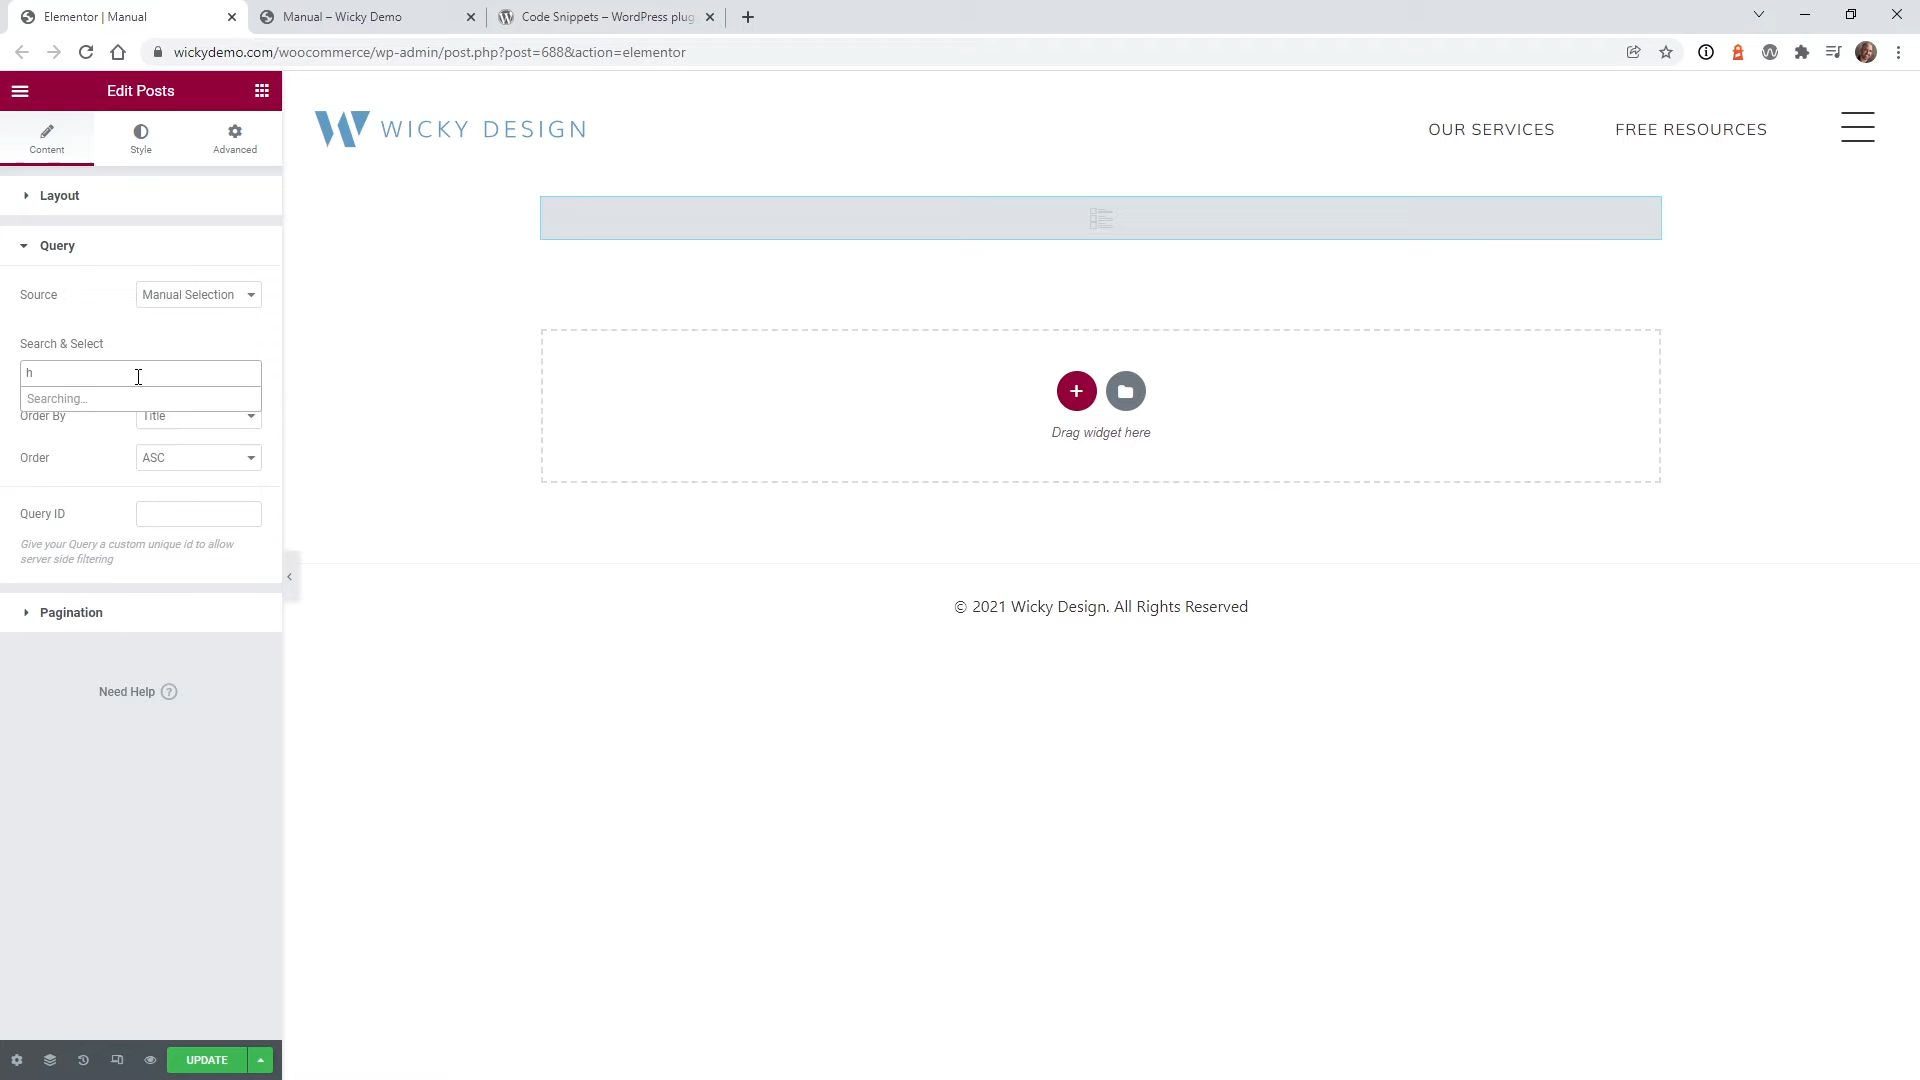 Elementor | Manual
Manual – Wicky Demo
Code Snippets – WordPress plug
wickydemo.com/woocommerce/wp-admin/post.php?post=688&action=elementor
Edit Posts
Content
Style
Advanced
Layout
Query
Source
Manual Selection
Search & Select
h
Searching…
Order By
Title
Order
ASC
Query ID
Give your Query a custom unique id to allow
server side filtering
Pagination
Need Help ?
UPDATE
W WICKY DESIGN
OUR SERVICES
FREE RESOURCES
Drag widget here
© 2021 Wicky Design. All Rights Reserved